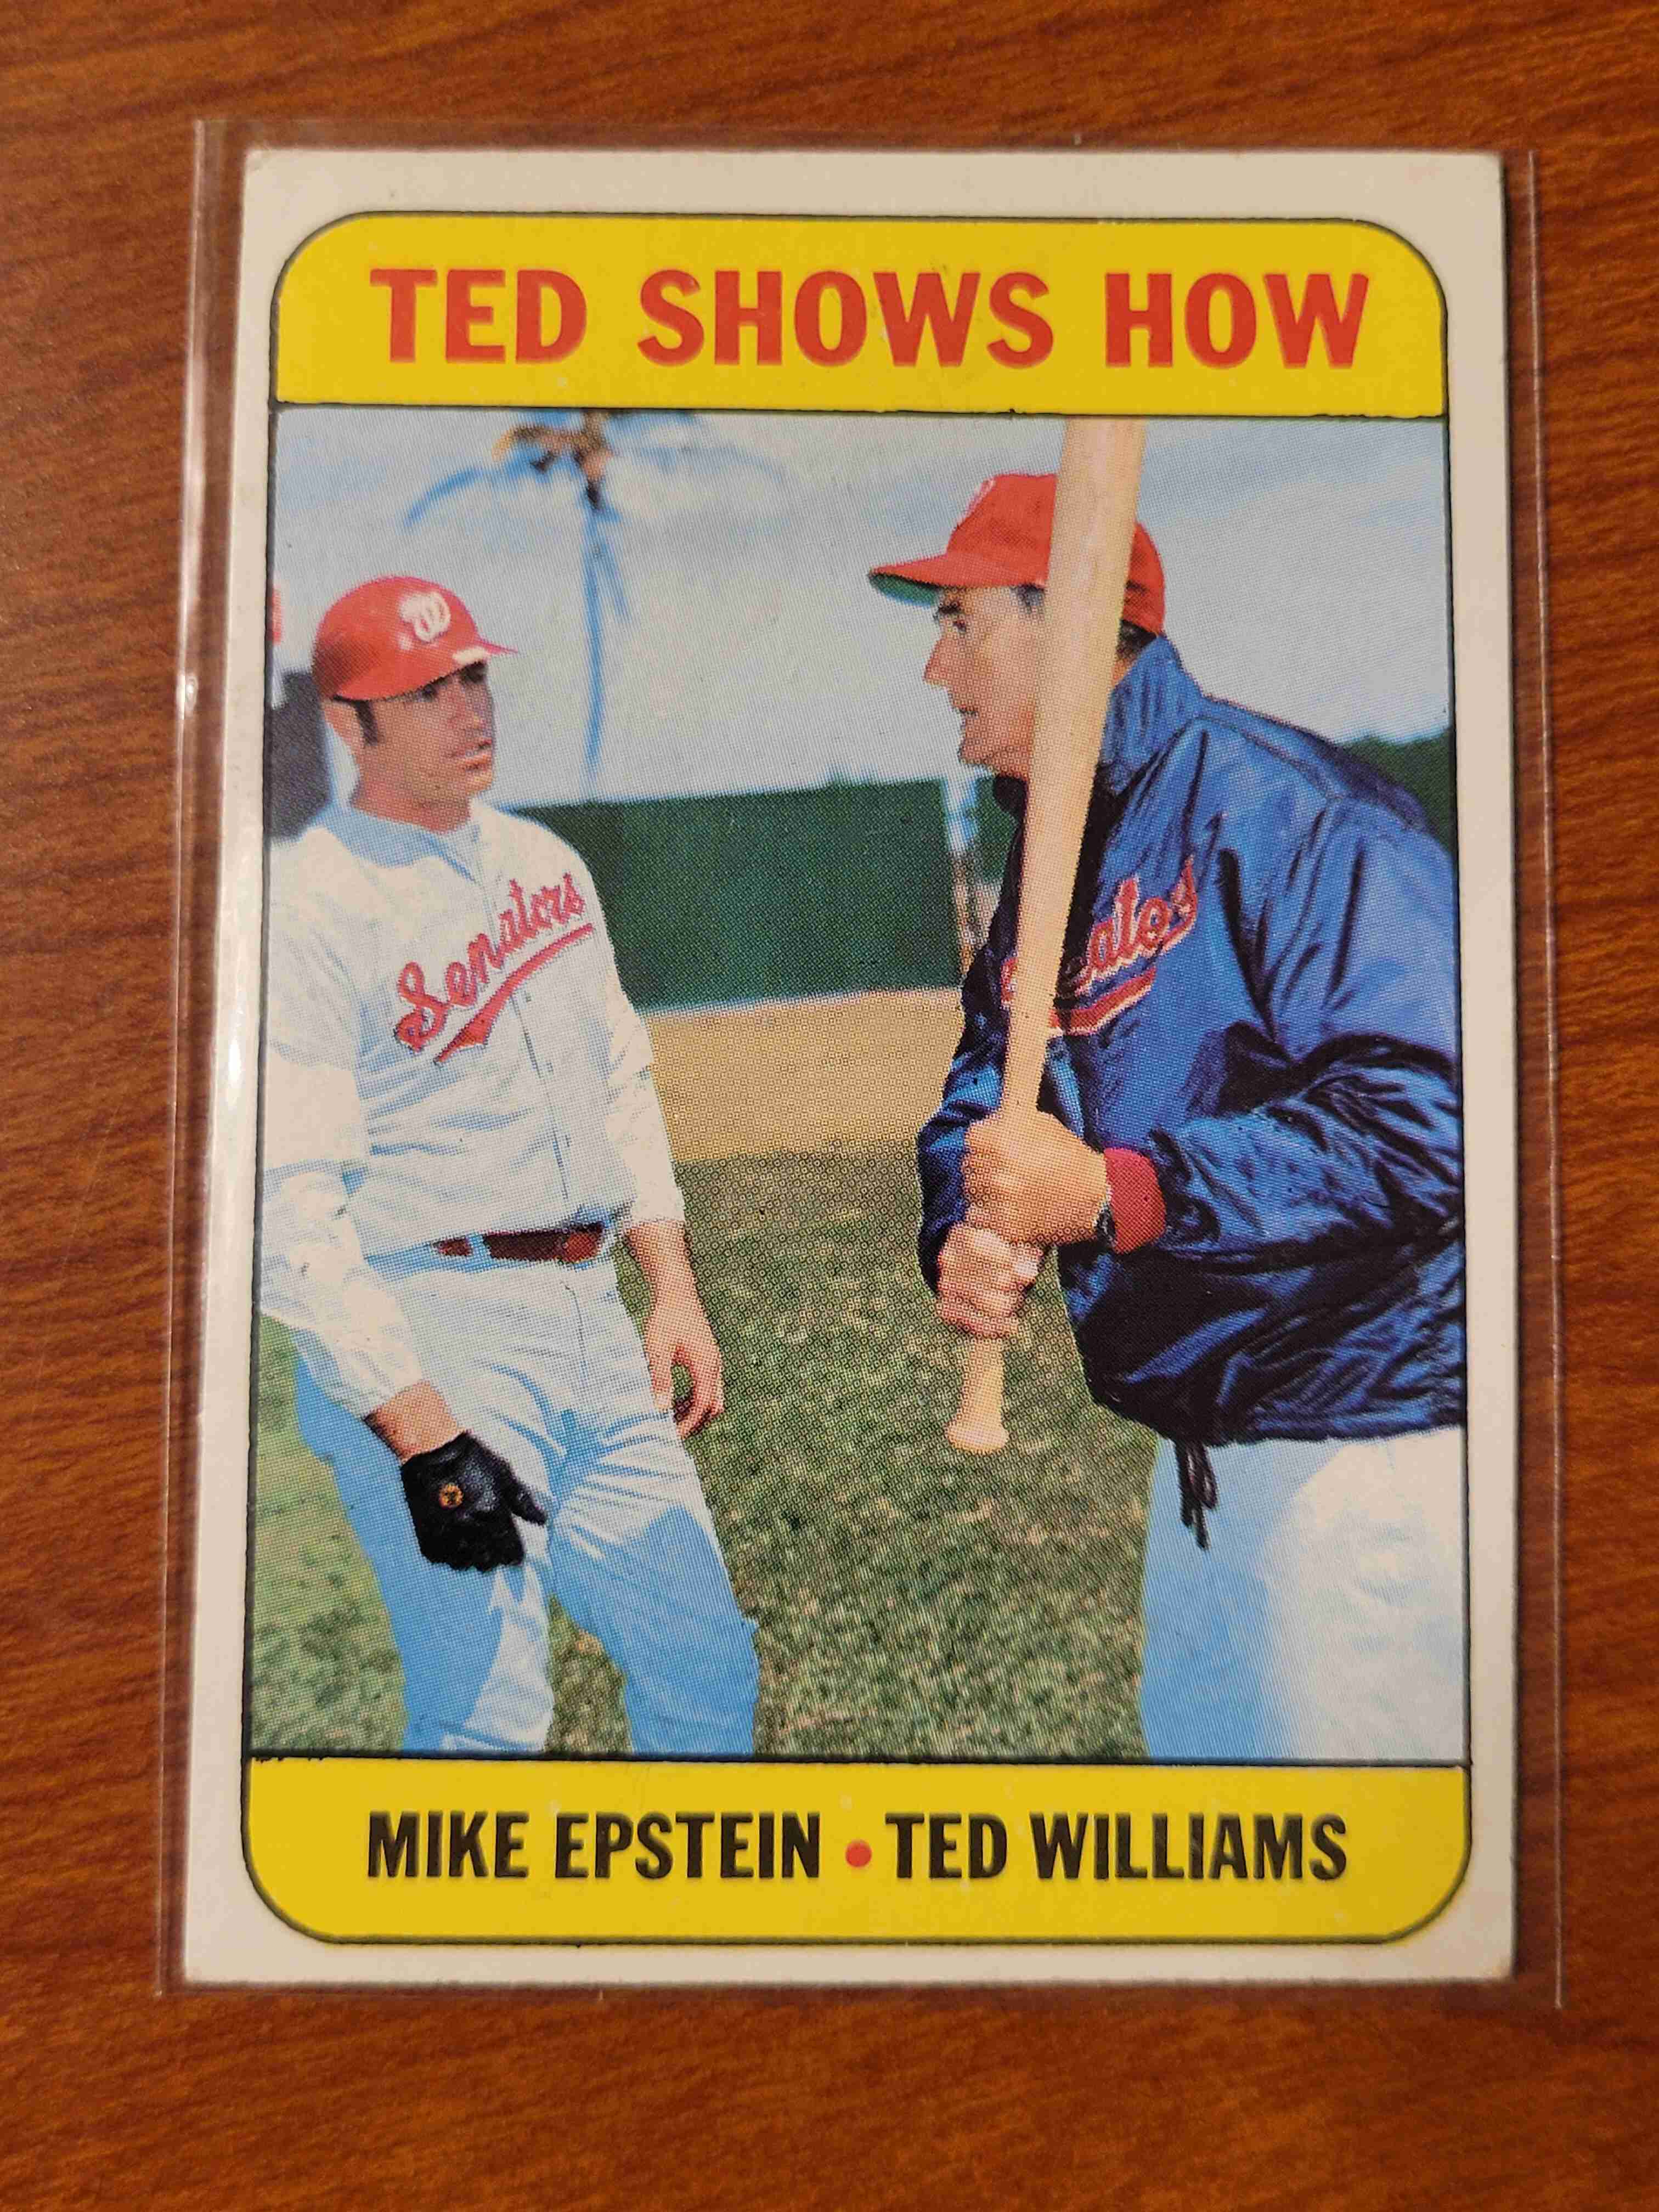 TED SHOWS HOW
W
Senators
MIKE EPSTEIN • TED WILLIAMS